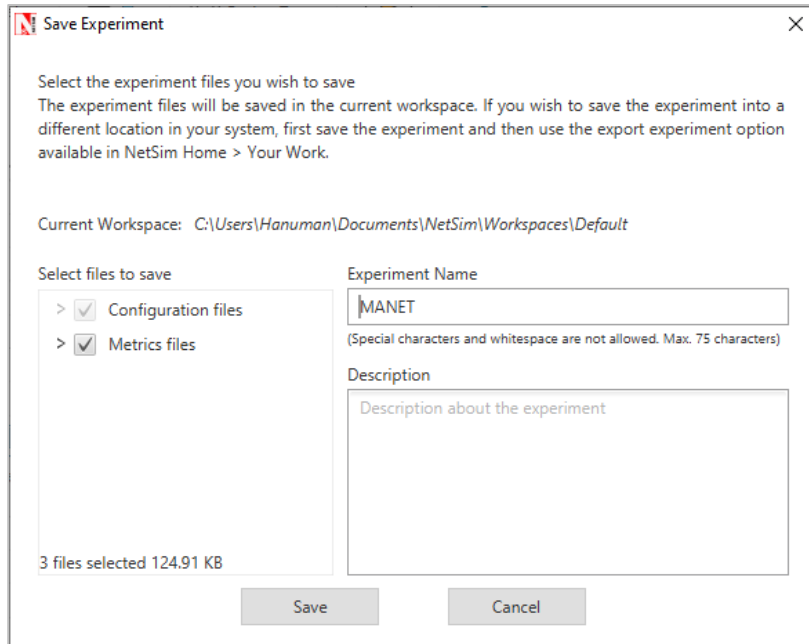 Save Experiment
Select the experiment files you wish to save
The experiment files will be saved in the current workspace. If you wish to save the experiment into a
different location in your system, first save the experiment and then use the export experiment option
available in NetSim Home > Your Work.
Current Workspace: C:\Users\Hanuman\Documents\NetSim\Workspaces\Default
Select files to save
> Configuration files
> Metrics files
3 files selected 124.91 KB
Experiment Name
MANET
(Special characters and whitespace are not allowed. Max. 75 characters)
Description
Description about the experiment
Save
Cancel